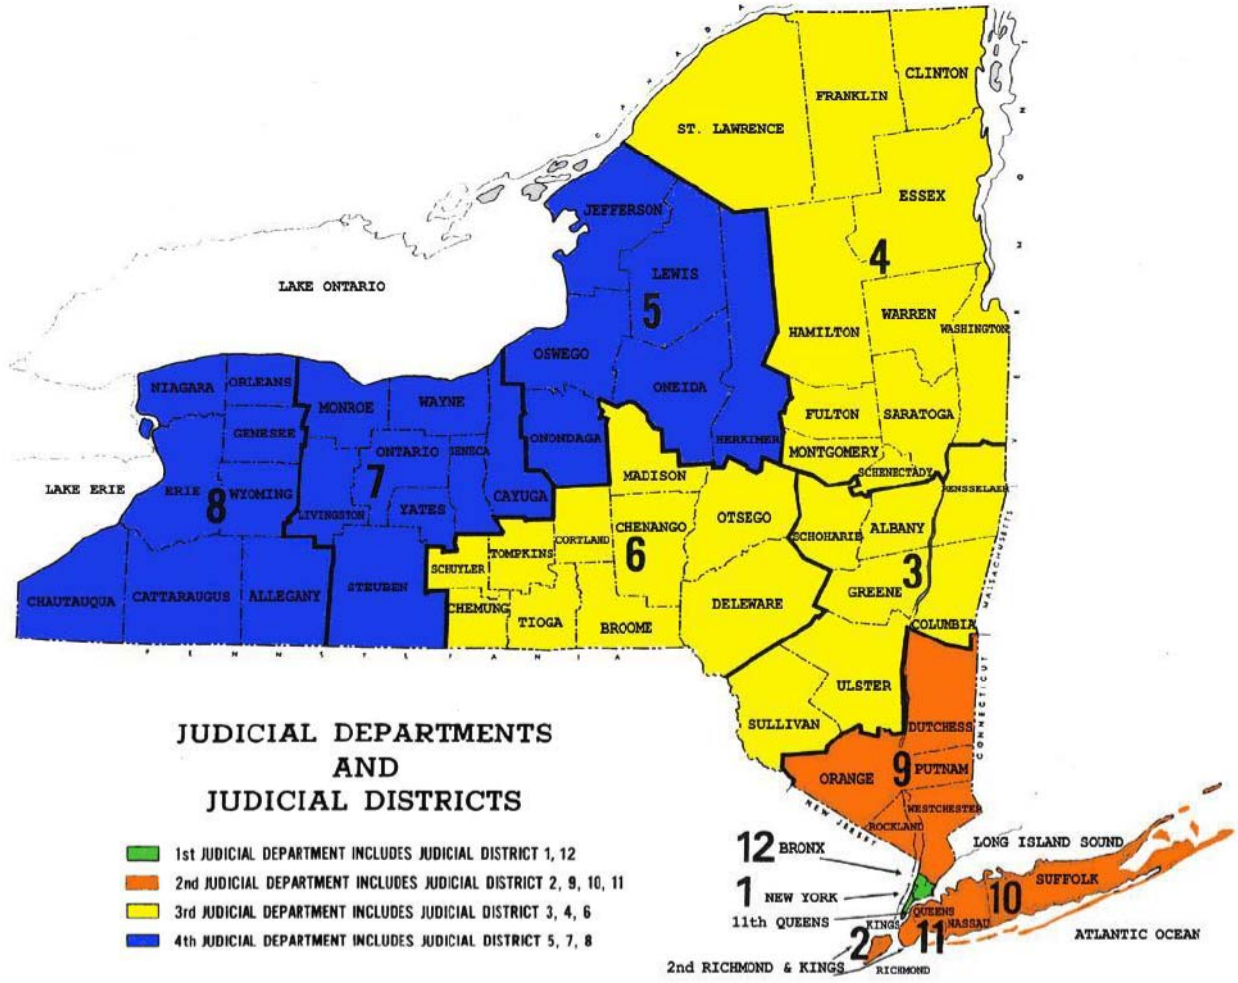 CANADA
CLINTON
FRANKLIN
ST. LAWRENCE
ESSEX
JEFFERSON
4
LEWIS
LAKE ONTARIO
5
WARREN
WASHINGTON
HAMILTON
OSWEGO
NIAGARA
ORLEANS
ONEIDA
MONROE
WAYNE
FULTON
SARATOGA
GENESEE
ONONDAGA
HERKIMER
ONTARIO
SENECA
MONTGOMERY
SCHENECTADY
MADISON
7
LAKE ERIE
ERIE
WYOMING
CAYUGA
RENSSELAER
8
LIVINGSTON
YATES
OTSEGO
CHENANGO
ALBANY
SCHOHARIE
CORTLAND
TOMPKINS
6
SCHUYLER
3
MASSACHUSETTS
STEUBEN
GREENE
CHAUTAUQUA
CATTARAUGUS
ALLEGANY
CHEMUNG
DELEWARE
TIOGA
BROOME
COLUMBIA
ULSTER
CONNECTICUT
SULLIVAN
DUTCHESS
JUDICIAL DEPARTMENTS
AND
JUDICIAL DISTRICTS
9
PUTNAM
ORANGE
WESTCHESTER
NEW JERSEY
ROCKLAND
12 BRONX
LONG ISLAND SOUND
1st JUDICIAL DEPARTMENT INCLUDES JUDICIAL DISTRICT 1, 12
2nd JUDICIAL DEPARTMENT INCLUDES JUDICIAL DISTRICT 2, 9, 10, 11
3rd JUDICIAL DEPARTMENT INCLUDES JUDICIAL DISTRICT 3, 4, 6
4th JUDICIAL DEPARTMENT INCLUDES JUDICIAL DISTRICT 5, 7, 8
SUFFOLK
1 NEW YORK
10
11th QUEENS
QUEENS
KINGS
NASSAU
11
2
ATLANTIC OCEAN
2nd RICHMOND & KINGS
RICHMOND